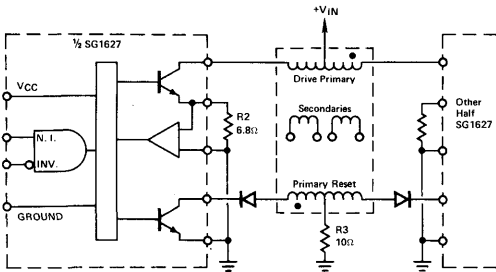 +VIN
½ SG1627
Drive Primary
VCC
R2
6.8Ω
Secondaries
Other
Half
SG1627
N. I.
INV.
Primary Reset
GROUND
R3
10Ω